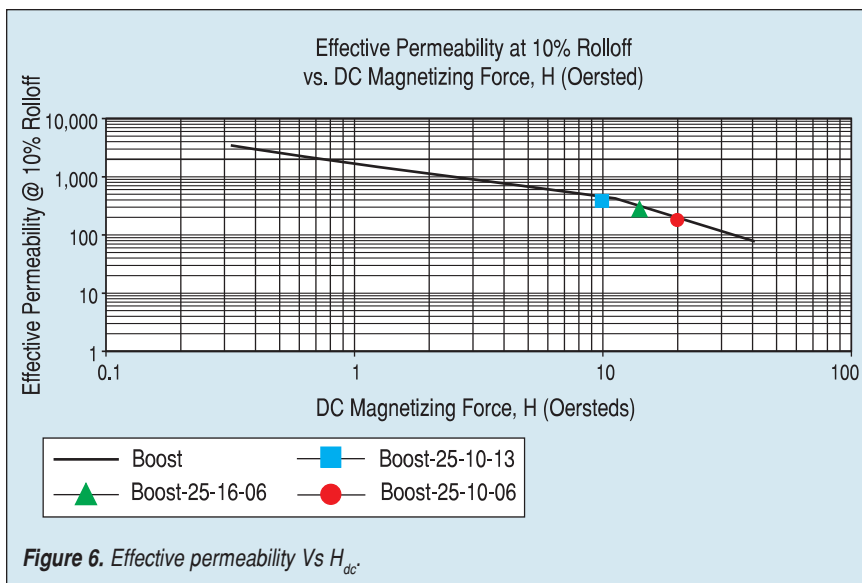 Effective Permeability at 10% Rolloff
vs. DC Magnetizing Force, H (Oersted)
Effective Permeability @ 10% Rolloff
10,000
1,000
100
10
1
0.1 1 10 100
DC Magnetizing Force, H (Oersteds)
Boost Boost-25-10-13
Boost-25-16-06 Boost-25-10-06
Figure 6. Effective permeability Vs Hdc.